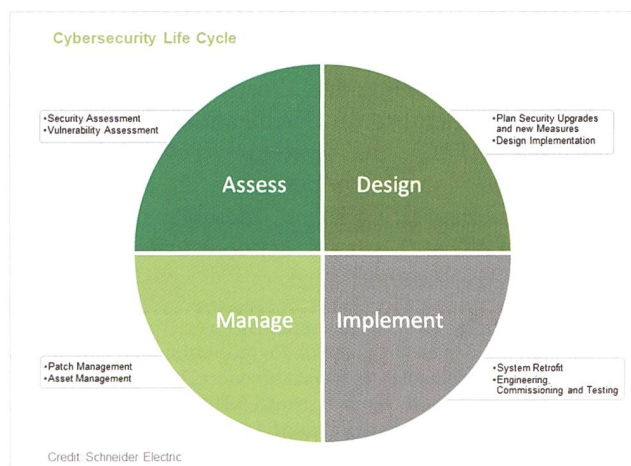 Cybersecurity Life Cycle
•Security Assessment
•Vulnerability Assessment
•Plan Security Upgrades
and new Measures
•Design Implementation
Assess
Design
Manage
Implement
•Patch Management
•Asset Management
•System Retrofit
•Engineering,
Commissioning and Testing
Credit: Schneider Electric